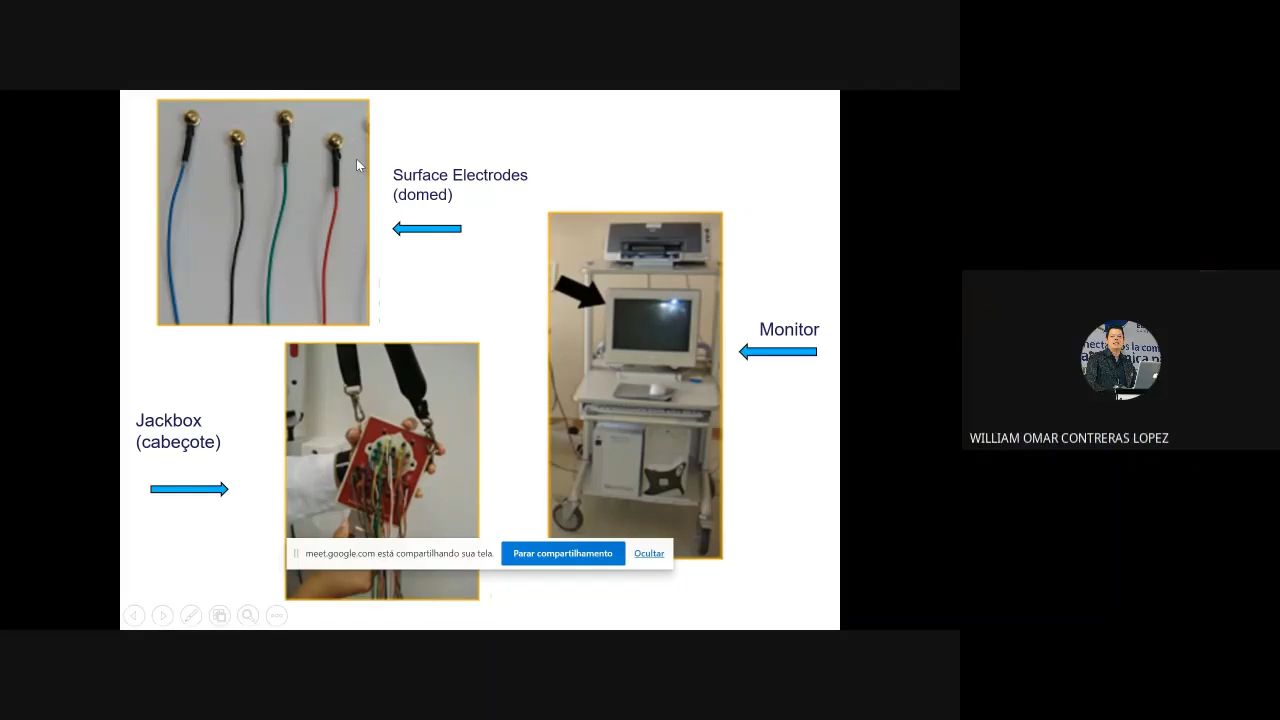 Surface Electrodes
(domed)
Monitor
Jackbox
(cabeçote)
meet.google.com está compartilhando sua tela.
Parar compartilhamento
Ocultar
WILLIAM OMAR CONTRERAS LOPEZ